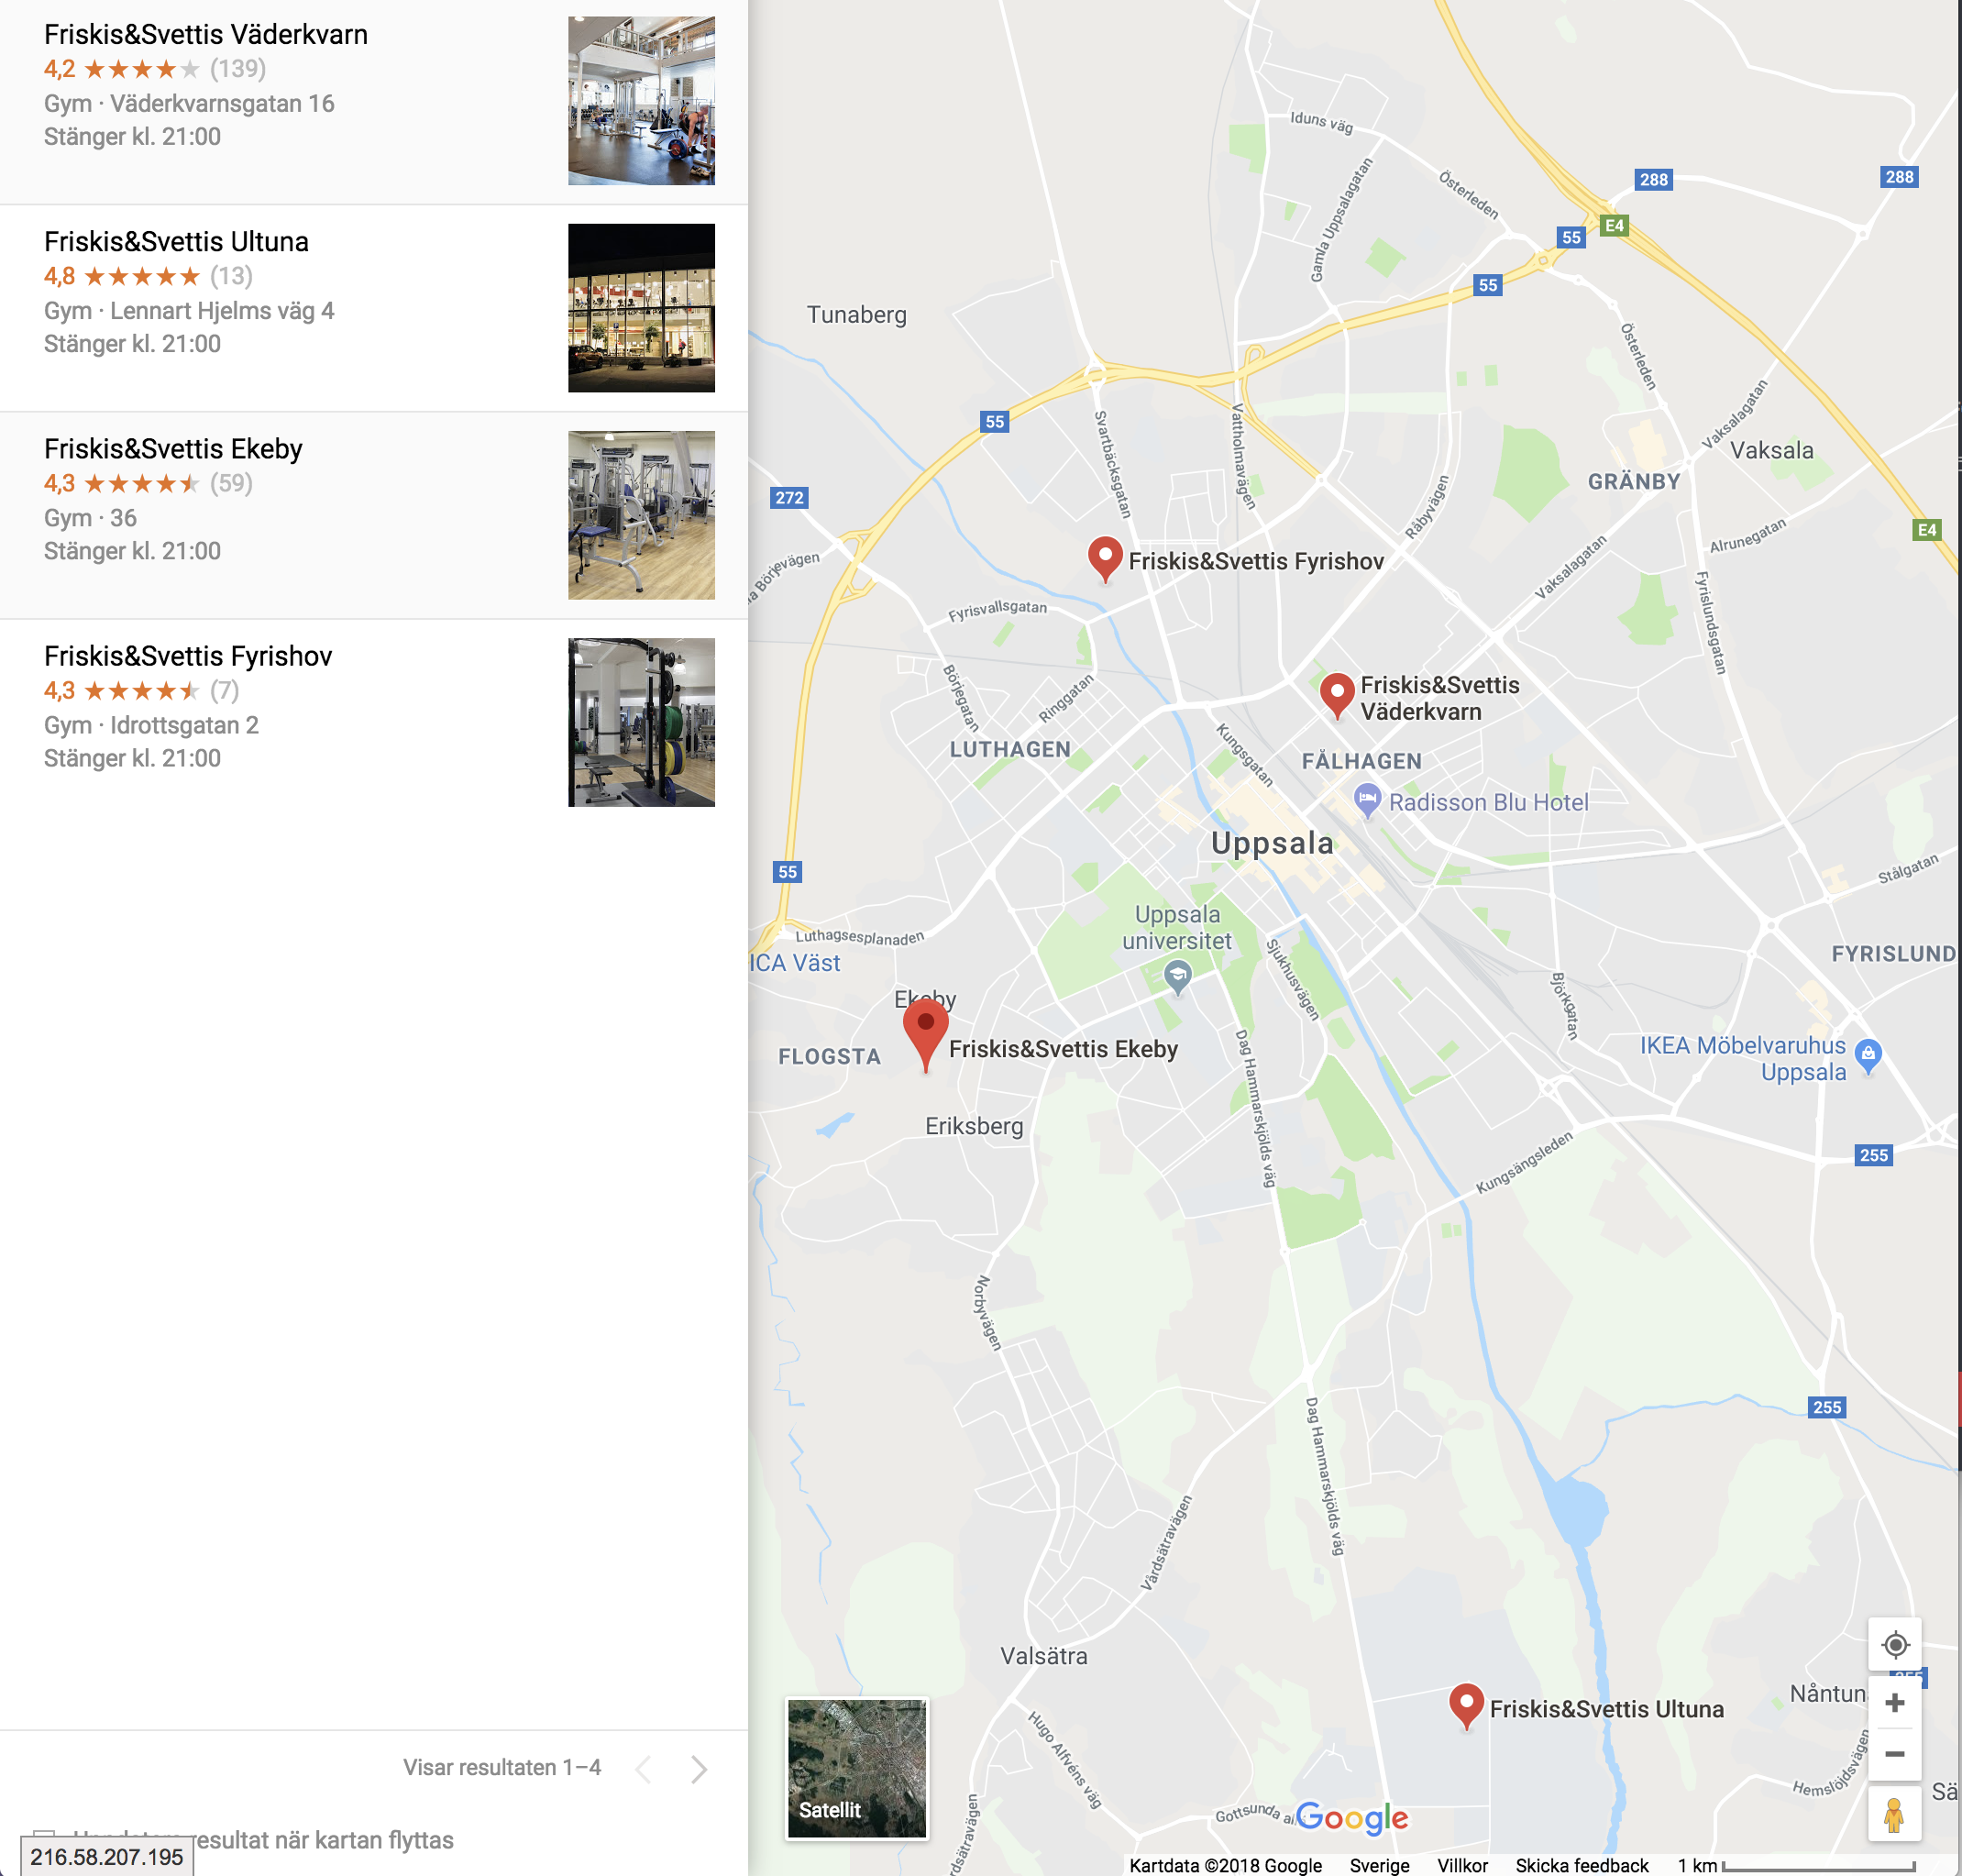 Friskis&Svettis Väderkvarn
4,2 ★★★★★ (139)
Gym · Väderkvarnsgatan 16
Stänger kl. 21:00
Friskis&Svettis Ultuna
4,8 ★★★★★ (13)
Gym · Lennart Hjelms väg 4
Stänger kl. 21:00
Friskis&Svettis Ekeby
4,3 ★★★★★ (59)
Gym · 36
Stänger kl. 21:00
Friskis&Svettis Fyrishov
4,3 ★★★★★ (7)
Gym · Idrottsgatan 2
Stänger kl. 21:00
Visar resultaten 1–4
resultat när kartan flyttas
216.58.207.195
Iduns väg
Österleden
288
288
Gamla Uppsalagatan
E4
55
55
Tunaberg
Österleden
55
Svartbäcksgatan
Vattholmavägen
Vaksalagatan
Vaksala
GRÄNBY
272
Råbyvägen
E4
Alrunegatan
Börjevägen
Friskis&Svettis Fyrishov
Vaksalagatan
Fyrislundsgatan
Fyrisvallsgatan
Börjegatan
Ringgatan
Friskis&Svettis
Väderkvarn
LUTHAGEN
Kungsgatan
FÅLHAGEN
Radisson Blu Hotel
Uppsala
55
Stålgatan
Uppsala
universitet
Luthagsesplanaden
Sjukhusvägen
FYRISLUND
ICA Väst
Björkgatan
Ekeby
FLOGSTA
Friskis&Svettis Ekeby
Dag Hammarskjölds väg
IKEA Möbelvaruhus
Uppsala
Eriksberg
255
Kungsängsleden
Norbyvägen
255
Dag Hammarskjölds väg
Vårdsätravägen
Valsätra
255
Nåntun
Friskis&Svettis Ultuna
Hugo Alfvéns väg
Hemslöjdsvägen
Sä
Satellit
Gottsunda
Google
Kartdata ©2018 Google Sverige Villkor Skicka feedback 1 km